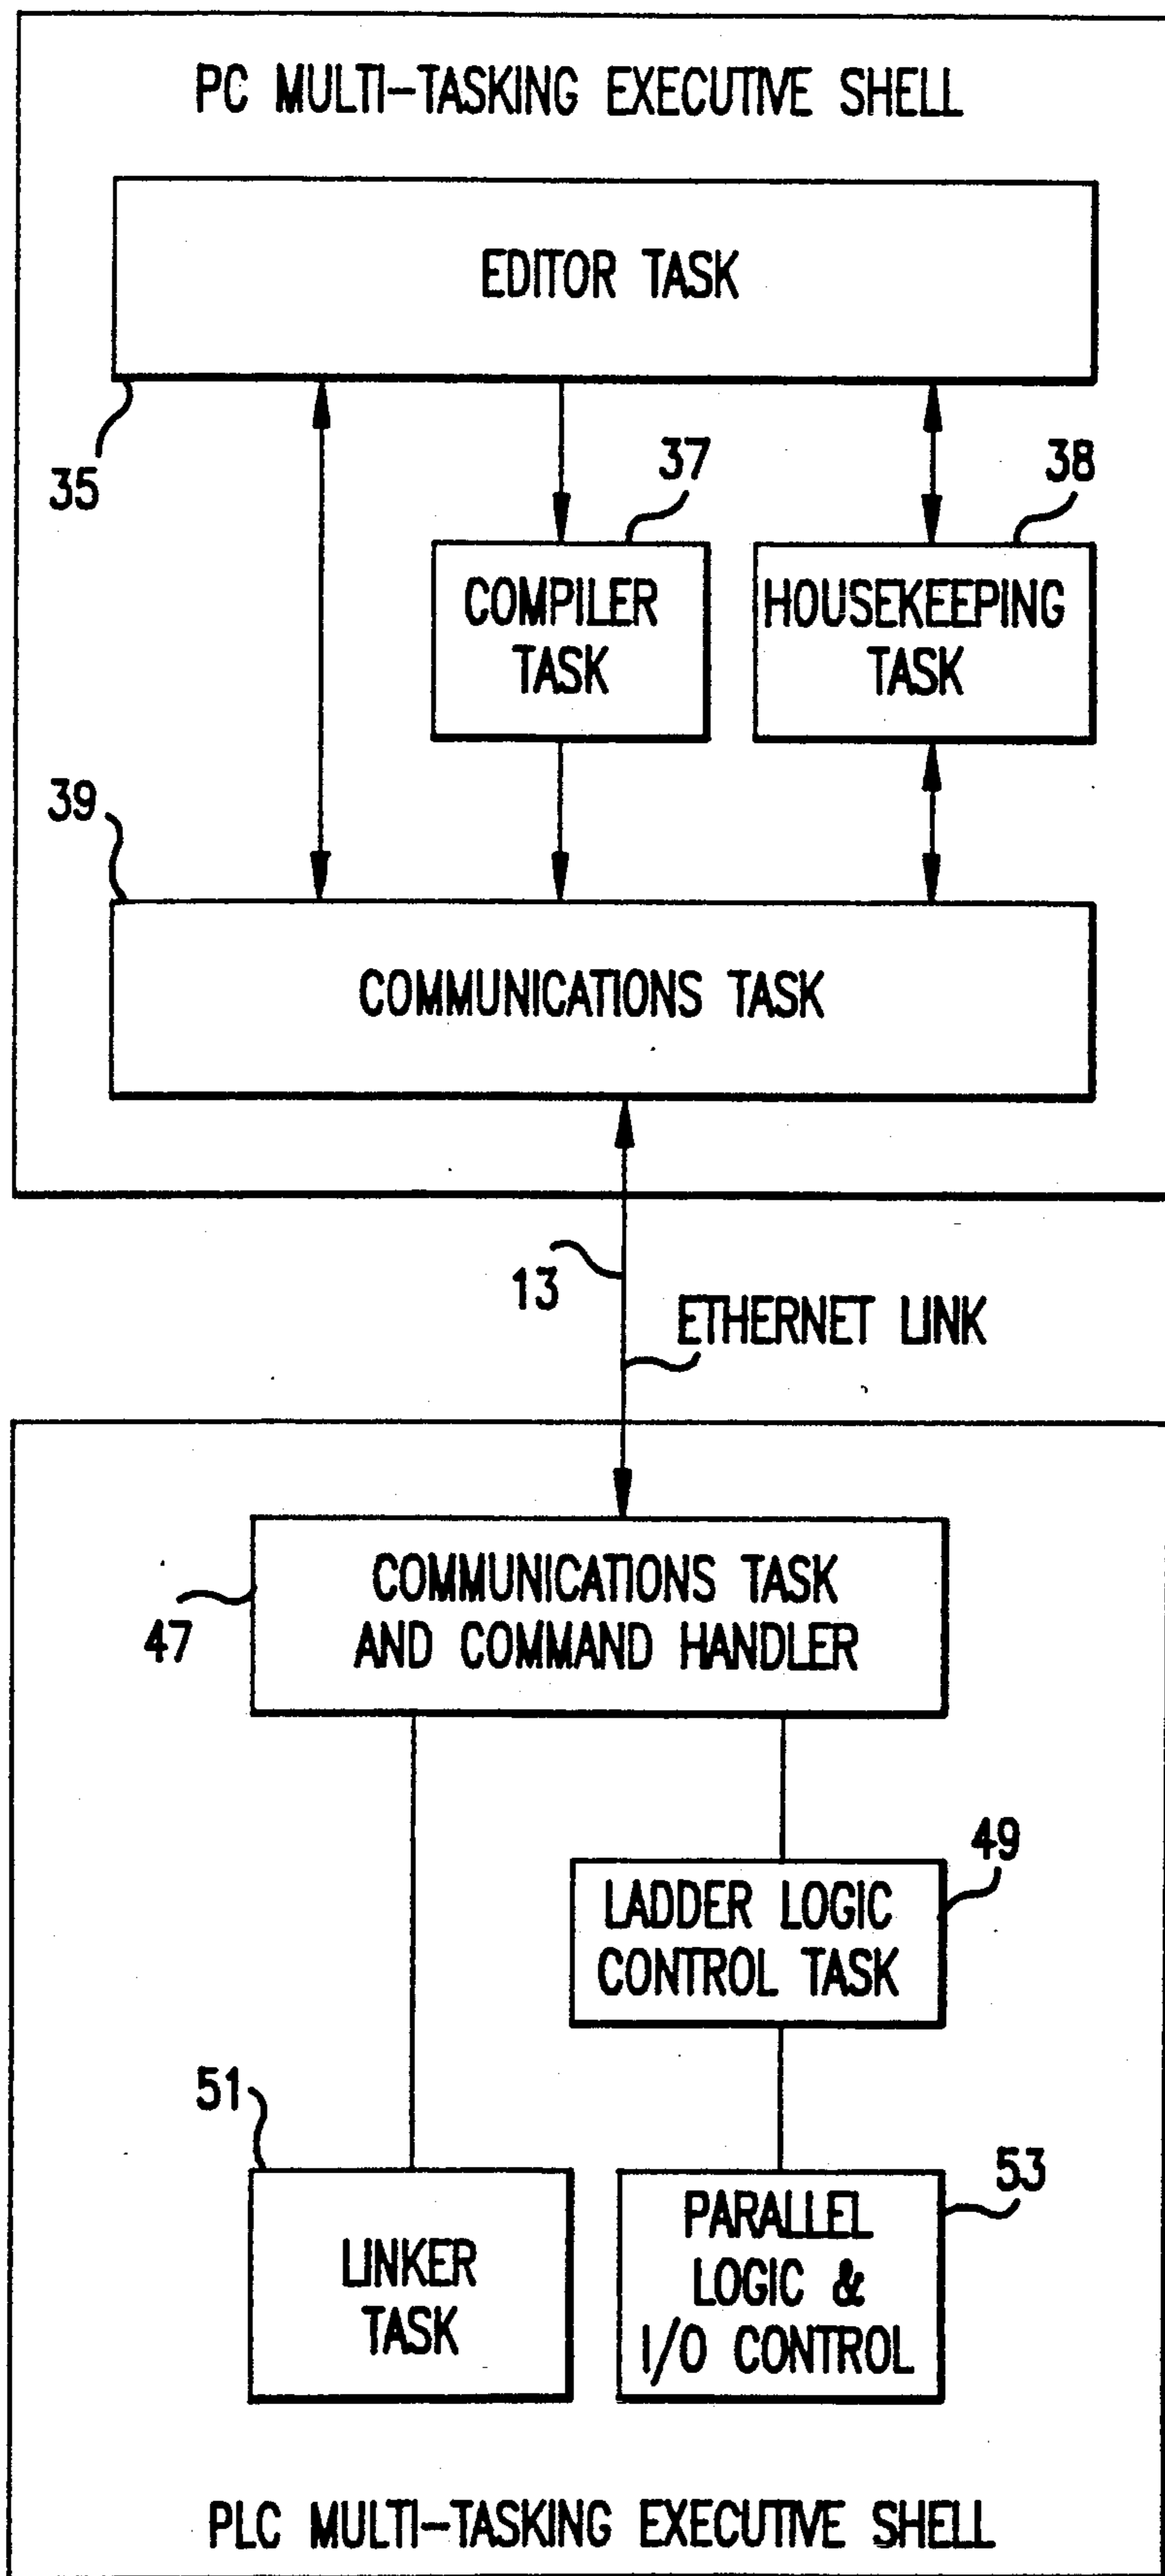 PC MULTI-TASKING EXECUTIVE SHELL
EDITOR TASK
35
37
38
COMPILER
TASK
HOUSEKEEPING
TASK
39
COMMUNICATIONS TASK
13
ETHERNET LINK
COMMUNICATIONS TASK
AND COMMAND HANDLER
47
49
LADDER LOGIC
CONTROL TASK
51
53
LINKER
TASK
PARALLEL
LOGIC &
I/O CONTROL
PLC MULTI-TASKING EXECUTIVE SHELL